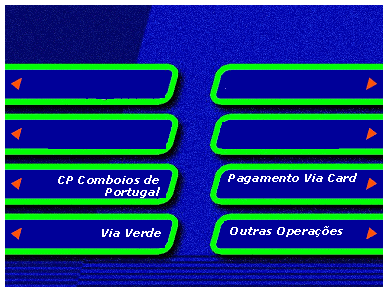 CP Comboios de
Portugal
Pagamento Via Card
Via Verde
Outras Operações